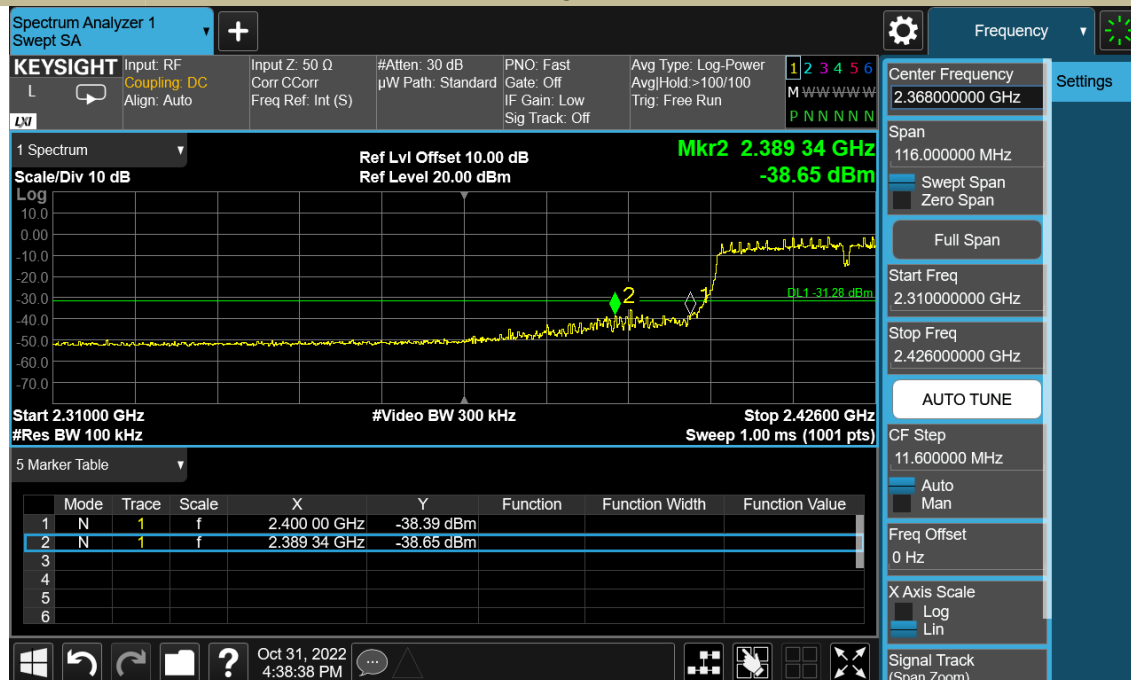 Spectrum Analyzer 1
Swept SA
Frequency
KEYSIGHT
L
LXI
Input: RF
Coupling: DC
Align: Auto
Input Z: 50 Ω
Corr CCorr
Freq Ref: Int (S)
#Atten: 30 dB
µW Path: Standard
PNO: Fast
Gate: Off
IF Gain: Low
Sig Track: Off
Avg Type: Log-Power
Avg|Hold:>100/100
Trig: Free Run
1 2 3 4 5 6
M W W W W W
P N N N N N
1 Spectrum
Scale/Div 10 dB
Ref Lvl Offset 10.00 dB
Ref Level 20.00 dBm
Mkr2 2.389 34 GHz
-38.65 dBm
Log
10.0
0.00
-10.0
-20.0
-30.0
-40.0
-50.0
-60.0
-70.0
2
1
DL1 -31.28 dBm
Start 2.31000 GHz
#Video BW 300 kHz
Stop 2.42600 GHz
#Res BW 100 kHz
Sweep 1.00 ms (1001 pts)
5 Marker Table
Mode Trace Scale X Y Function Function Width Function Value
1 N 1 f 2.400 00 GHz -38.39 dBm
2 N 1 f 2.389 34 GHz -38.65 dBm
3
4
5
6
Oct 31, 2022
4:38:38 PM
Settings
Center Frequency
2.368000000 GHz
Span
116.000000 MHz
Swept Span
Zero Span
Full Span
Start Freq
2.310000000 GHz
Stop Freq
2.426000000 GHz
AUTO TUNE
CF Step
11.600000 MHz
Auto
Man
Freq Offset
0 Hz
X Axis Scale
Log
Lin
Signal Track
(Span Zoom)